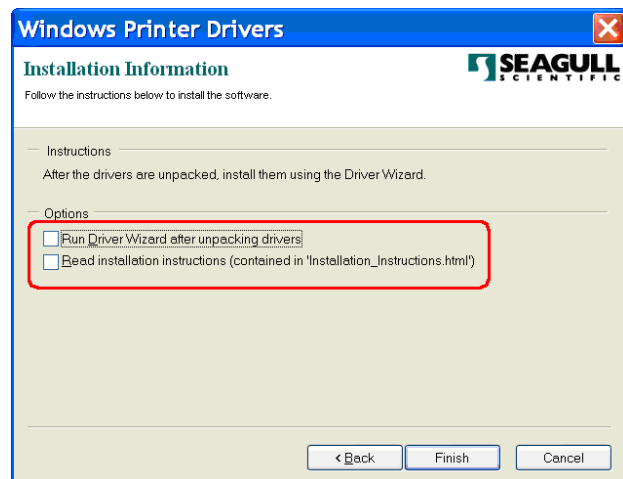 Windows Printer Drivers
Installation Information
SEAGULL
SCIENTIFIC
Follow the instructions below to install the software.
Instructions
After the drivers are unpacked, install them using the Driver Wizard.
Options
Run Driver Wizard after unpacking drivers
Read installation instructions (contained in 'Installation_Instructions.html')
< Back
Finish
Cancel